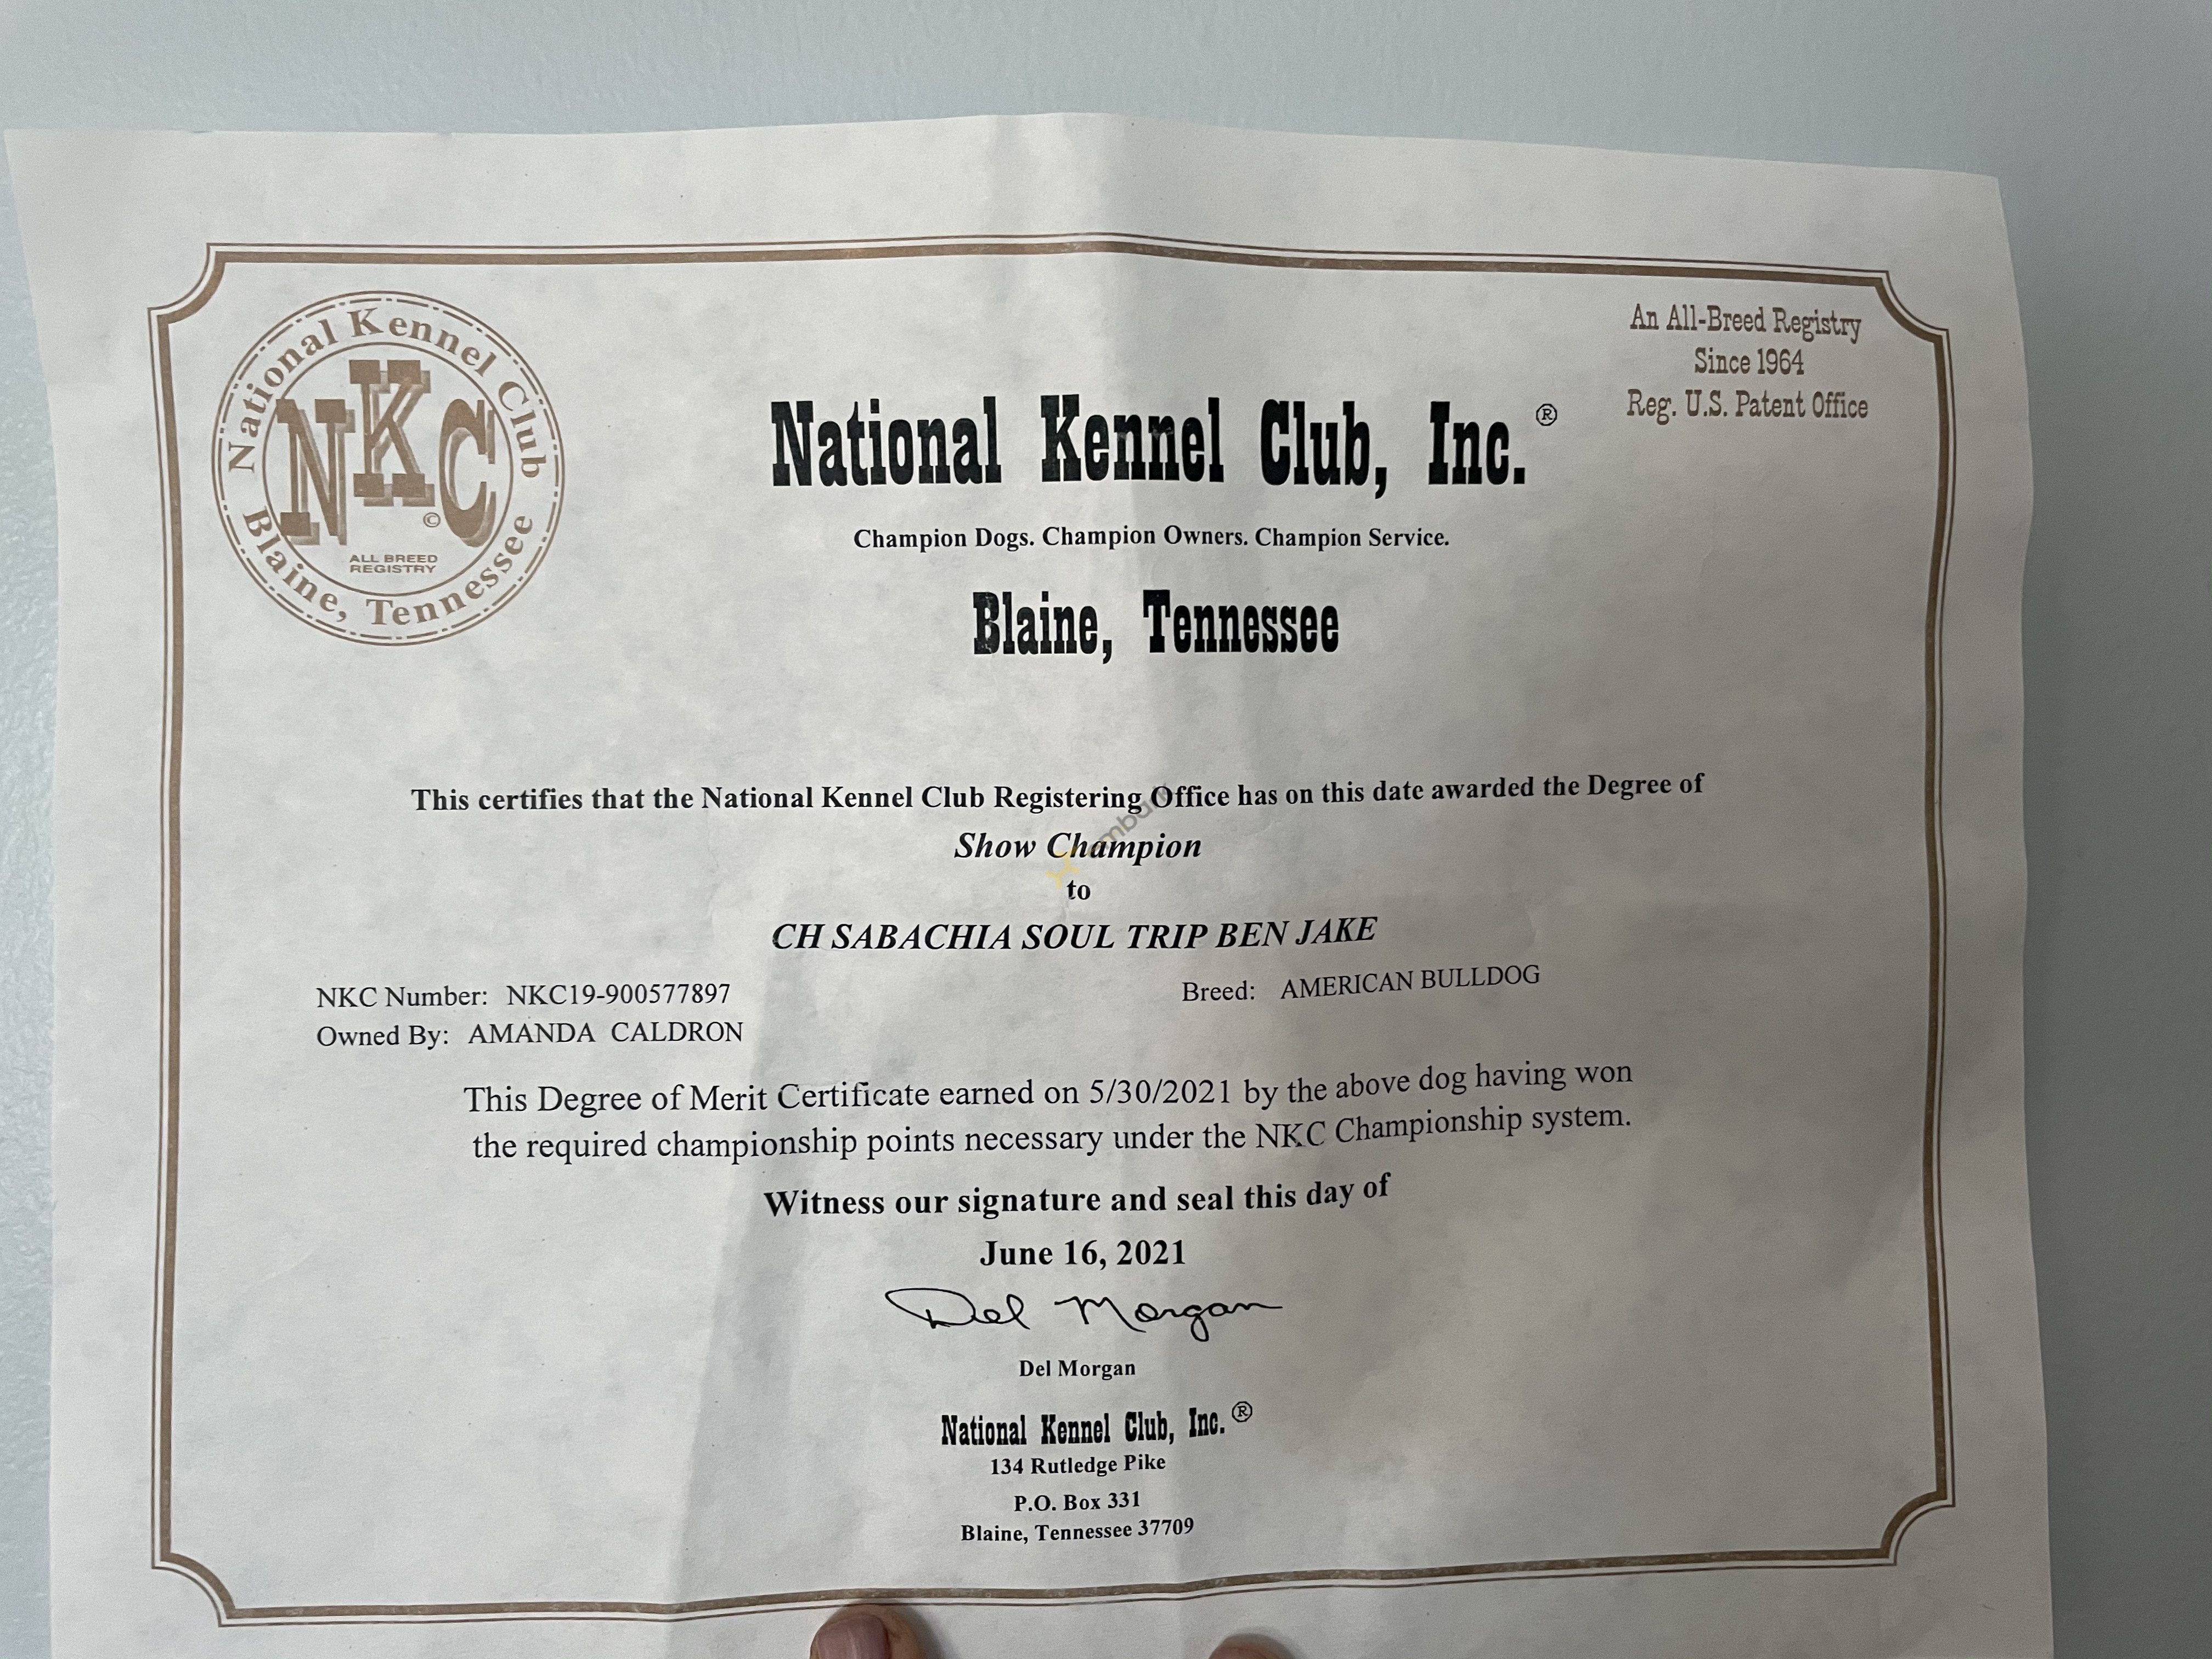 National Kennel Club
NKC
©
ALL BREED
REGISTRY
Blaine, Tennessee
An All-Breed Registry
Since 1964
Reg. U.S. Patent Office
National Kennel Club, Inc.®
Champion Dogs. Champion Owners. Champion Service.
Blaine, Tennessee
This certifies that the National Kennel Club Registering Office has on this date awarded the Degree of
Show Champion
to
CH SABACHIA SOUL TRIP BEN JAKE
NKC Number: NKC19-900577897
Breed: AMERICAN BULLDOG
Owned By: AMANDA CALDRON
This Degree of Merit Certificate earned on 5/30/2021 by the above dog having won
the required championship points necessary under the NKC Championship system.
Witness our signature and seal this day of
June 16, 2021
Del Morgan
Del Morgan
National Kennel Club, Inc.®
134 Rutledge Pike
P.O. Box 331
Blaine, Tennessee 37709